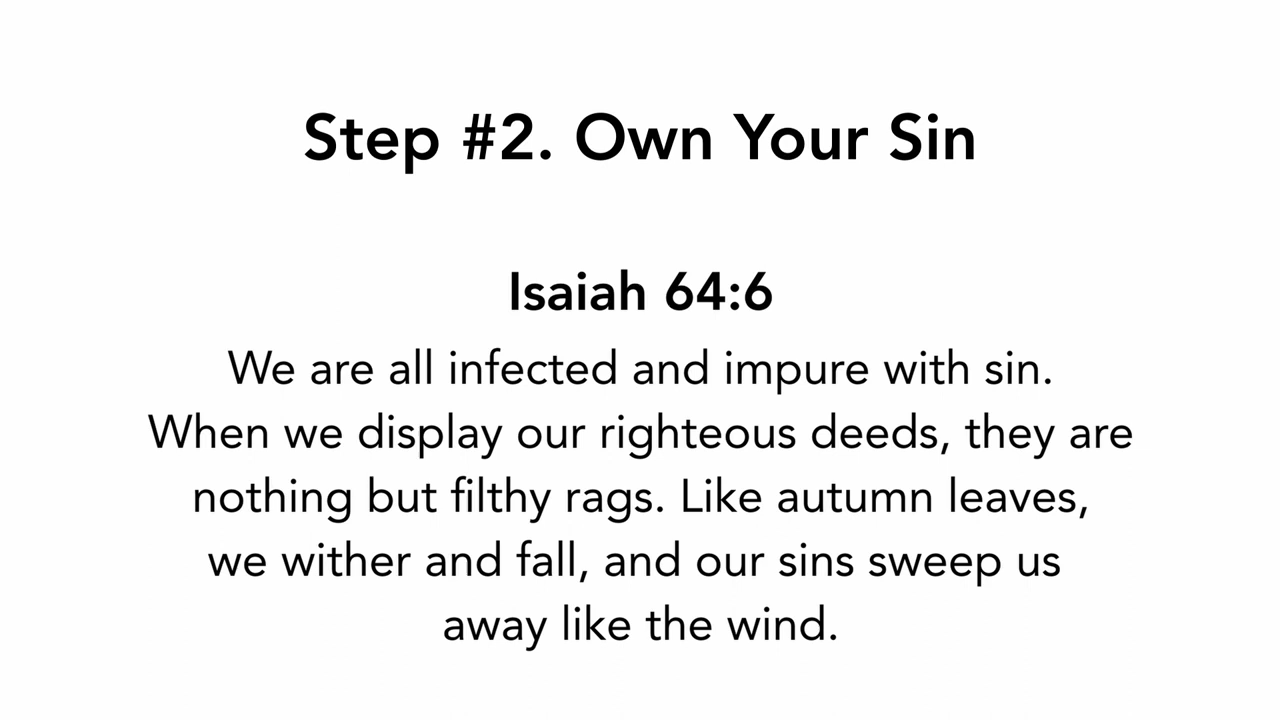 Step #2. Own Your Sin
Isaiah 64:6
We are all infected and impure with sin.
When we display our righteous deeds, they are
nothing but filthy rags. Like autumn leaves,
we wither and fall, and our sins sweep us
away like the wind.